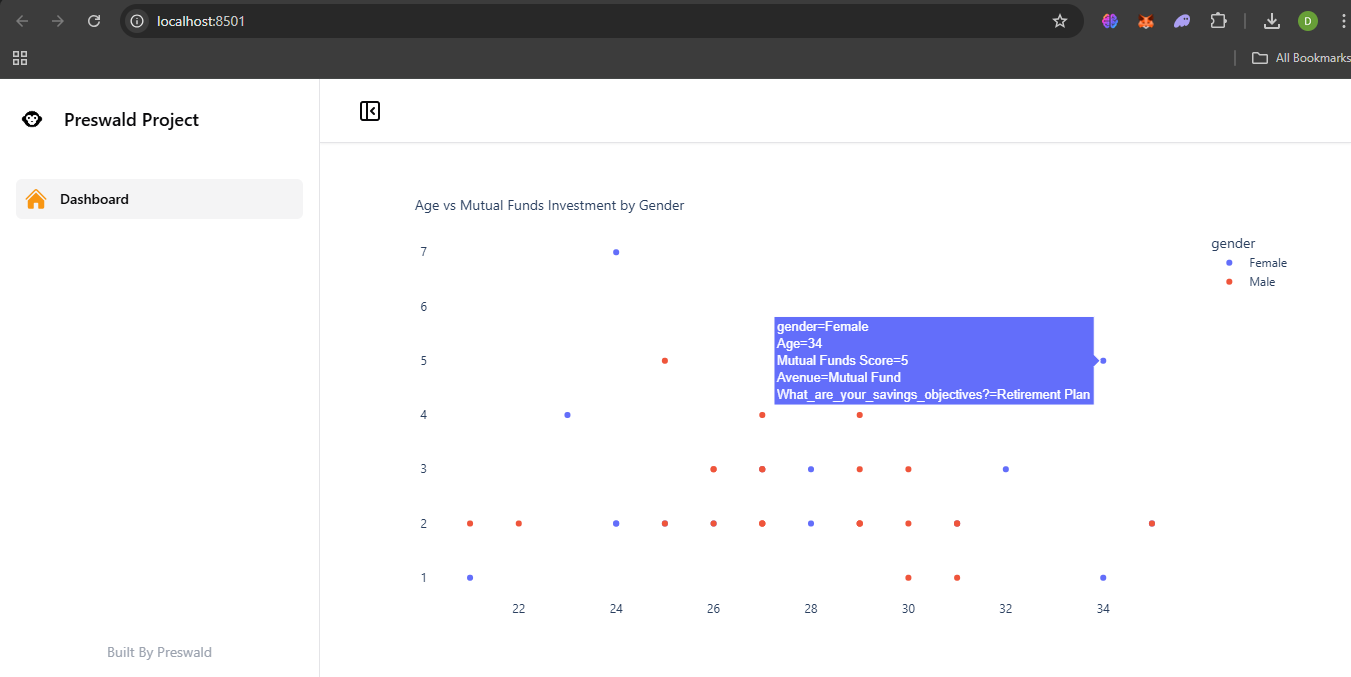 localhost:8501
D
All Bookmarks
Preswald Project
Dashboard
Age vs Mutual Funds Investment by Gender
gender
Female
Male
7
6
5
4
3
2
1
gender=Female
Age=34
Mutual Funds Score=5
Avenue=Mutual Fund
What_are_your_savings_objectives?=Retirement Plan
22 24 26 28 30 32 34
Built By Preswald